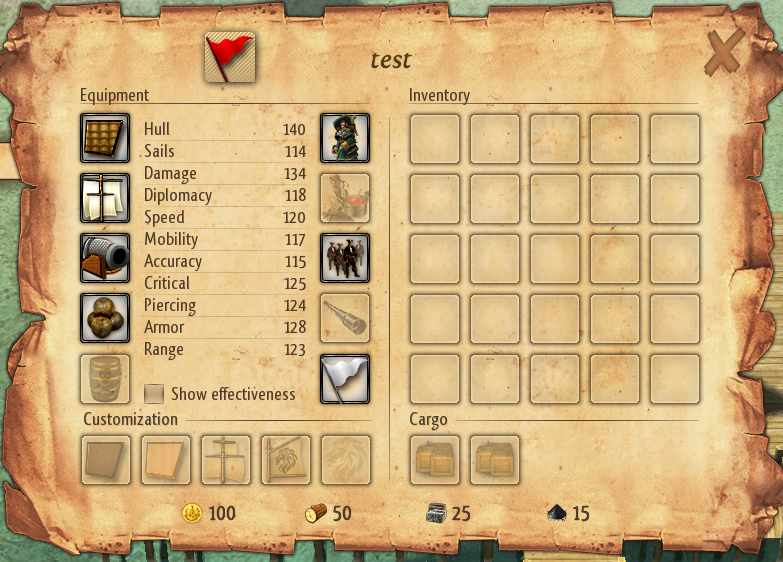 test
Equipment
Inventory
Hull 140
Sails 114
Damage 134
Diplomacy 118
Speed 120
Mobility 117
Accuracy 115
Critical 125
Piercing 124
Armor 128
Range 123
Show effectiveness
Customization
Cargo
100 50 25 15